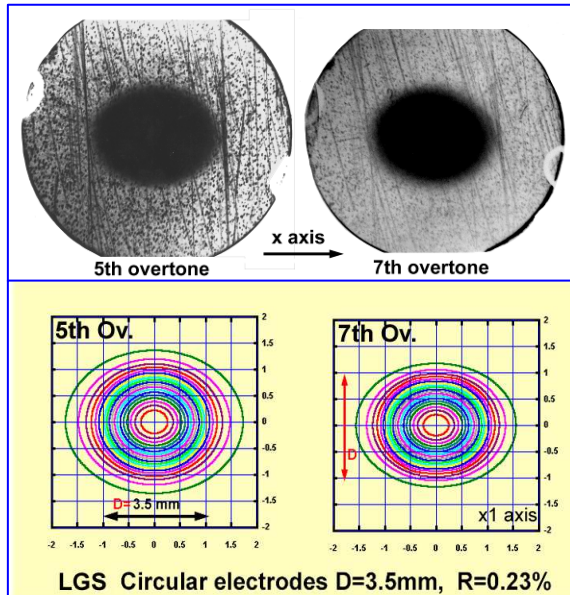 x axis
5th overtone
7th overtone
5th Ov.
2
1.5
1
0.5
0
-0.5
-1
-1.5
-2
D= 3.5 mm
-2 -1.5 -1 -0.5 0 0.5 1 1.5 2
7th Ov.
2
1.5
1
0.5
0
-0.5
-1
-1.5
-2
D
x1 axis
-2 -1.5 -1 -0.5 0 0.5 1 1.5 2
LGS Circular electrodes D=3.5mm, R=0.23%